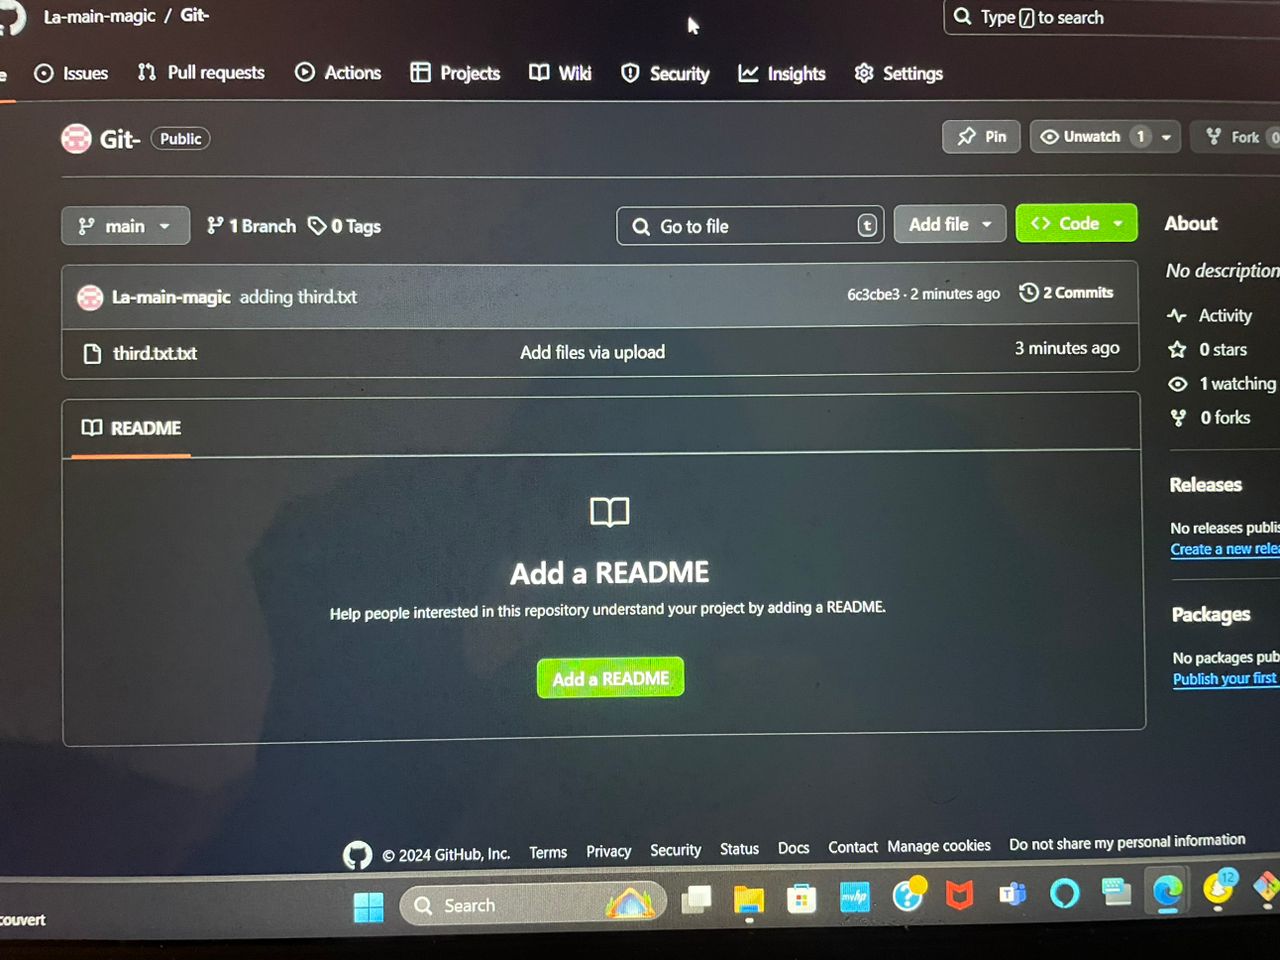 La-main-magic / Git-
Type / to search
Issues
Pull requests
Actions
Projects
Wiki
Security
Insights
Settings
Git-
Public
Pin
Unwatch 1
Fork 0
main
1 Branch
0 Tags
Go to file
t
Add file
<> Code
About
La-main-magic adding third.txt
6c3cbe3 · 2 minutes ago
2 Commits
No description
third.txt.txt
Add files via upload
3 minutes ago
Activity
0 stars
1 watching
0 forks
README
Add a README
Help people interested in this repository understand your project by adding a README.
Add a README
Releases
No releases publis
Create a new relea
Packages
No packages pub
Publish your first
© 2024 GitHub, Inc.
Terms
Privacy
Security
Status
Docs
Contact
Manage cookies
Do not share my personal information
couvert
Search
myhp
12